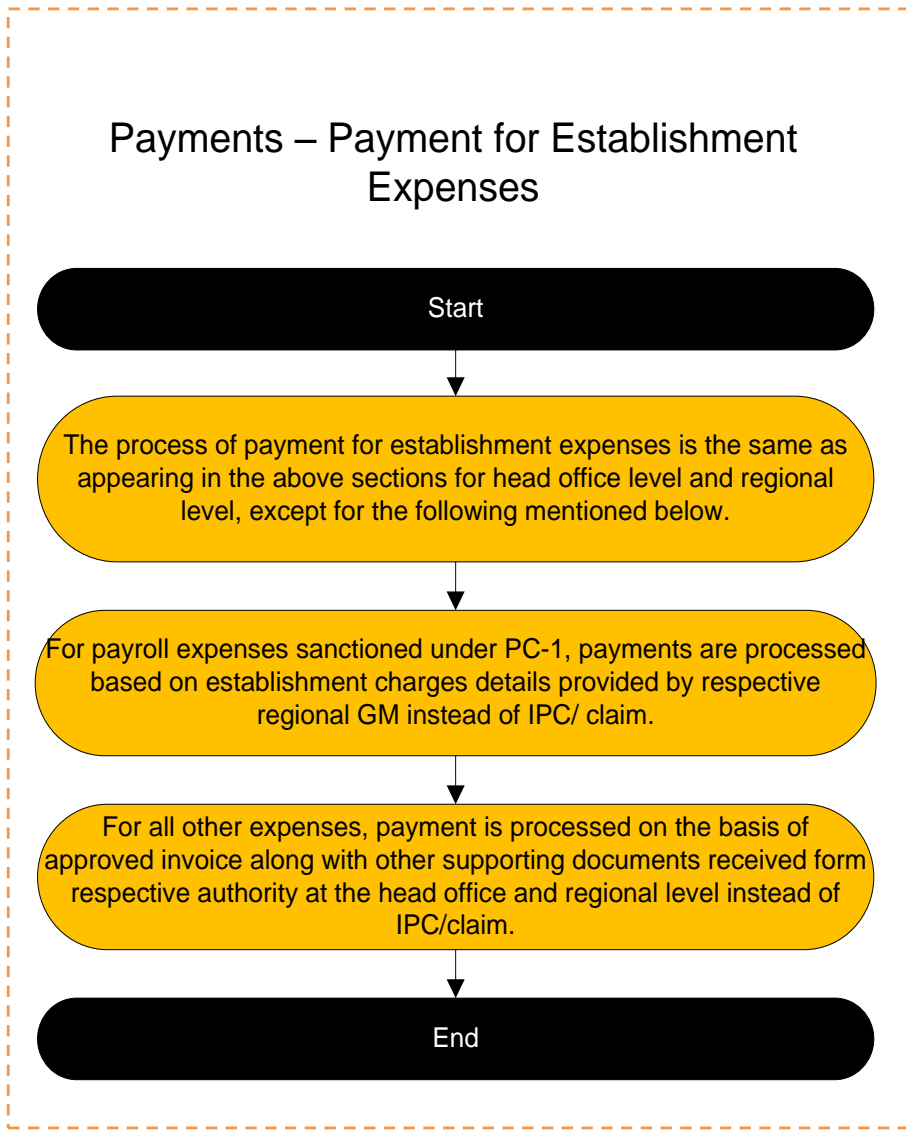 Payments – Payment for Establishment
Expenses
Start
The process of payment for establishment expenses is the same as
appearing in the above sections for head office level and regional
level, except for the following mentioned below.
For payroll expenses sanctioned under PC-1, payments are processed
based on establishment charges details provided by respective
regional GM instead of IPC/ claim.
For all other expenses, payment is processed on the basis of
approved invoice along with other supporting documents received form
respective authority at the head office and regional level instead of
IPC/claim.
End